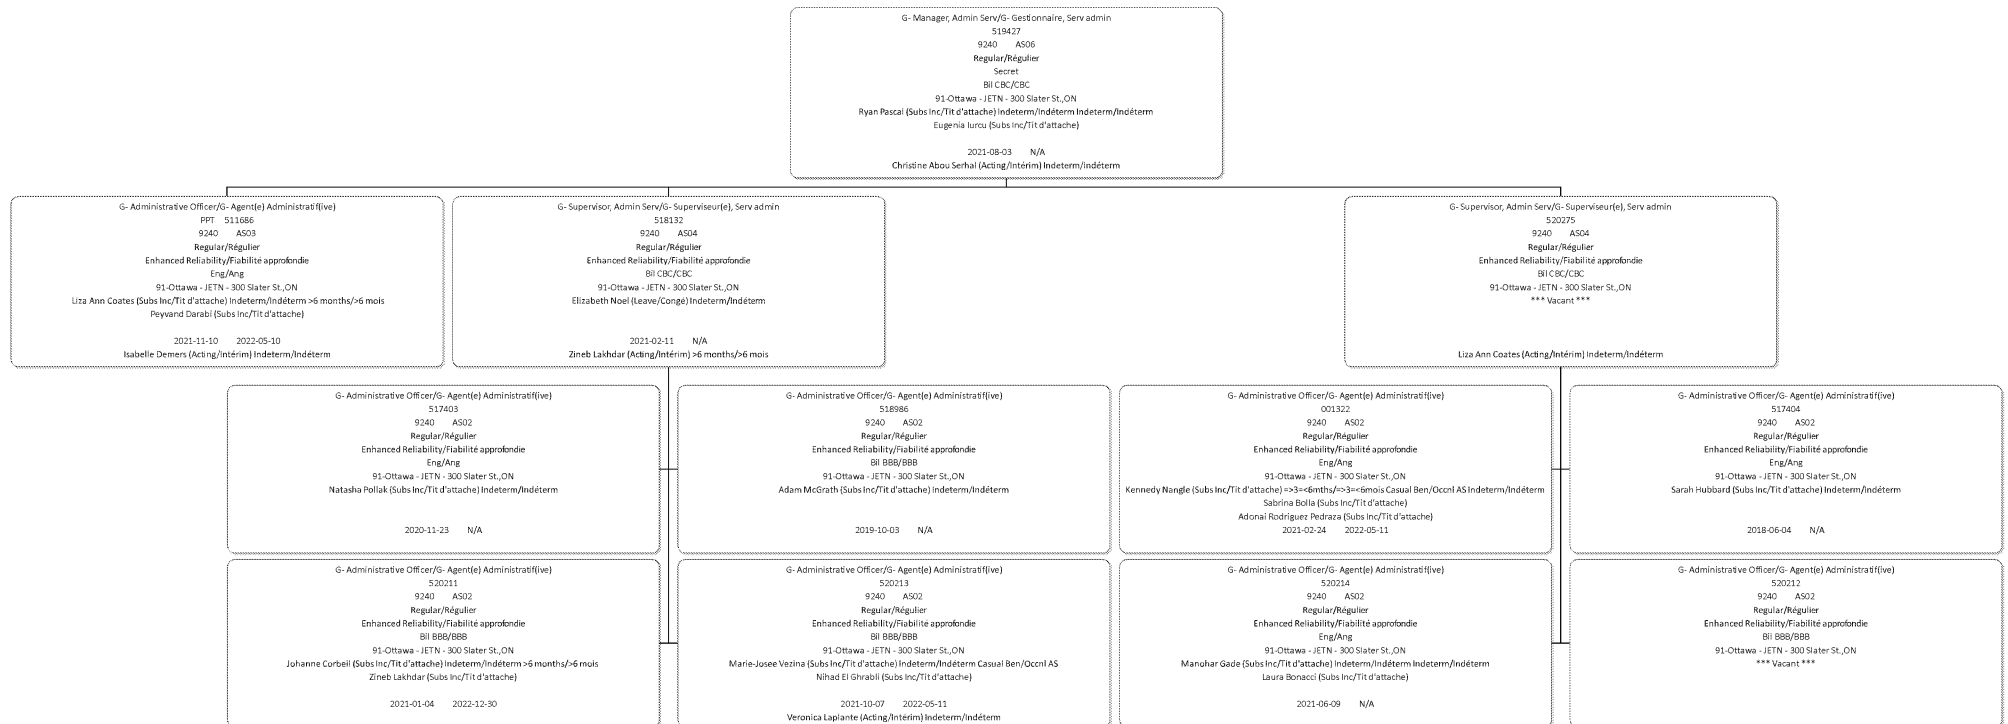 G- Manager, Admin Serv/G- Gestionnaire, Serv admin
519427
9240 AS06
Regular/Régulier
Secret
Bil CBC/CBC
91-Ottawa - JETN - 300 Slater St.,ON
Ryan Pascal (Subs Inc/Tit d'attache) Indeterm/Indéterm Indeterm/Indéterm
Eugenia Iurcu (Subs Inc/Tit d'attache)
2021-08-03 N/A
Christine Abou Serhal (Acting/Intérim) Indeterm/Indéterm
G- Administrative Officer/G- Agent(e) Administratif(ive)
PPT 511686
9240 AS03
Regular/Régulier
Enhanced Reliability/Fiabilité approfondie
Eng/Ang
91-Ottawa - JETN - 300 Slater St.,ON
Liza Ann Coates (Subs Inc/Tit d'attache) Indeterm/Indéterm >6 months/>6 mois
Peyvand Darabi (Subs Inc/Tit d'attache)
2021-11-10 2022-05-10
Isabelle Demers (Acting/Intérim) Indeterm/Indéterm
G- Supervisor, Admin Serv/G- Superviseur(e), Serv admin
518132
9240 AS04
Regular/Régulier
Enhanced Reliability/Fiabilité approfondie
Bil CBC/CBC
91-Ottawa - JETN - 300 Slater St.,ON
Elizabeth Noel (Leave/Congé) Indeterm/Indéterm
2021-02-11 N/A
Zineb Lakhdar (Acting/Intérim) >6 months/>6 mois
G- Supervisor, Admin Serv/G- Superviseur(e), Serv admin
520275
9240 AS04
Regular/Régulier
Enhanced Reliability/Fiabilité approfondie
Bil CBC/CBC
91-Ottawa - JETN - 300 Slater St.,ON
*** Vacant ***
Liza Ann Coates (Acting/Intérim) Indeterm/Indéterm
G- Administrative Officer/G- Agent(e) Administratif(ive)
517403
9240 AS02
Regular/Régulier
Enhanced Reliability/Fiabilité approfondie
Eng/Ang
91-Ottawa - JETN - 300 Slater St.,ON
Natasha Pollak (Subs Inc/Tit d'attache) Indeterm/Indéterm
2020-11-23 N/A
G- Administrative Officer/G- Agent(e) Administratif(ive)
518986
9240 AS02
Regular/Régulier
Enhanced Reliability/Fiabilité approfondie
Bil BBB/BBB
91-Ottawa - JETN - 300 Slater St.,ON
Adam McGrath (Subs Inc/Tit d'attache) Indeterm/Indéterm
2019-10-03 N/A
G- Administrative Officer/G- Agent(e) Administratif(ive)
001322
9240 AS02
Regular/Régulier
Enhanced Reliability/Fiabilité approfondie
Eng/Ang
91-Ottawa - JETN - 300 Slater St.,ON
Kennedy Nangle (Subs Inc/Tit d'attache) =>3=<6mths/=>3=<6mois Casual Ben/Occnl AS Indeterm/Indéterm
Sabrina Bolla (Subs Inc/Tit d'attache)
Adonai Rodriguez Pedraza (Subs Inc/Tit d'attache)
2021-02-24 2022-05-11
G- Administrative Officer/G- Agent(e) Administratif(ive)
517404
9240 AS02
Regular/Régulier
Enhanced Reliability/Fiabilité approfondie
Eng/Ang
91-Ottawa - JETN - 300 Slater St.,ON
Sarah Hubbard (Subs Inc/Tit d'attache) Indeterm/Indéterm
2018-06-04 N/A
G- Administrative Officer/G- Agent(e) Administratif(ive)
520211
9240 AS02
Regular/Régulier
Enhanced Reliability/Fiabilité approfondie
Bil BBB/BBB
91-Ottawa - JETN - 300 Slater St.,ON
Johanne Corbeil (Subs Inc/Tit d'attache) Indeterm/Indéterm >6 months/>6 mois
Zineb Lakhdar (Subs Inc/Tit d'attache)
2021-01-04 2022-12-30
G- Administrative Officer/G- Agent(e) Administratif(ive)
520213
9240 AS02
Regular/Régulier
Enhanced Reliability/Fiabilité approfondie
Bil BBB/BBB
91-Ottawa - JETN - 300 Slater St.,ON
Marie-Josee Vezina (Subs Inc/Tit d'attache) Indeterm/Indéterm Casual Ben/Occnl AS
Nihad El Ghrabli (Subs Inc/Tit d'attache)
2021-10-07 2022-05-11
Veronica Laplante (Acting/Intérim) Indeterm/Indéterm
G- Administrative Officer/G- Agent(e) Administratif(ive)
520214
9240 AS02
Regular/Régulier
Enhanced Reliability/Fiabilité approfondie
Eng/Ang
91-Ottawa - JETN - 300 Slater St.,ON
Manohar Gade (Subs Inc/Tit d'attache) Indeterm/Indéterm Indeterm/Indéterm
Laura Bonacci (Subs Inc/Tit d'attache)
2021-06-09 N/A
G- Administrative Officer/G- Agent(e) Administratif(ive)
520212
9240 AS02
Regular/Régulier
Enhanced Reliability/Fiabilité approfondie
Bil BBB/BBB
91-Ottawa - JETN - 300 Slater St.,ON
*** Vacant ***